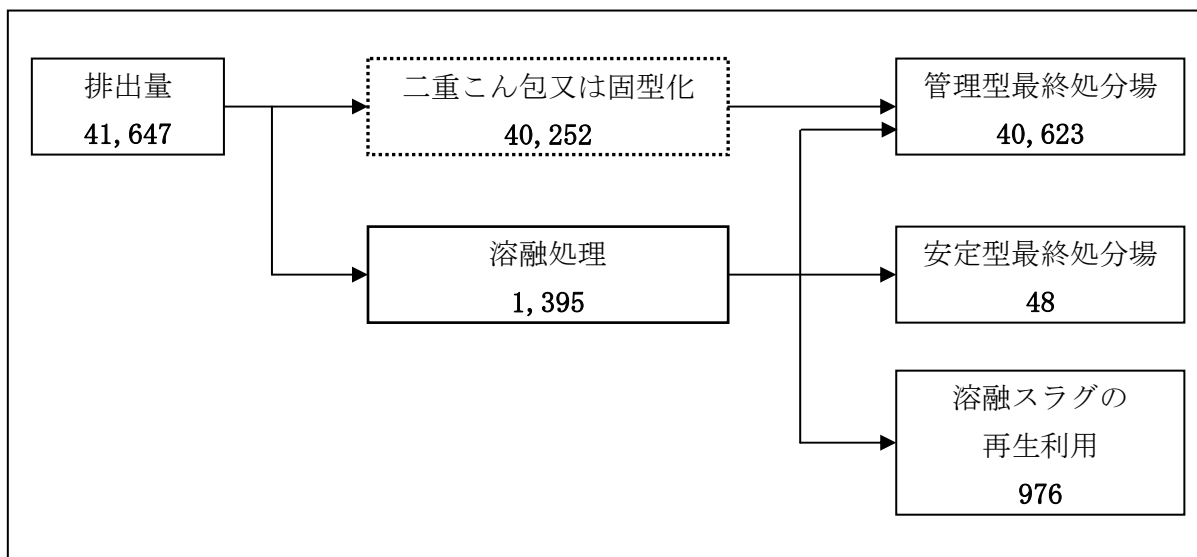 排出量
41,647
二重こん包又は固型化
40,252
管理型最終処分場
40,623
溶融処理
1,395
安定型最終処分場
48
溶融スラグの
再生利用
976